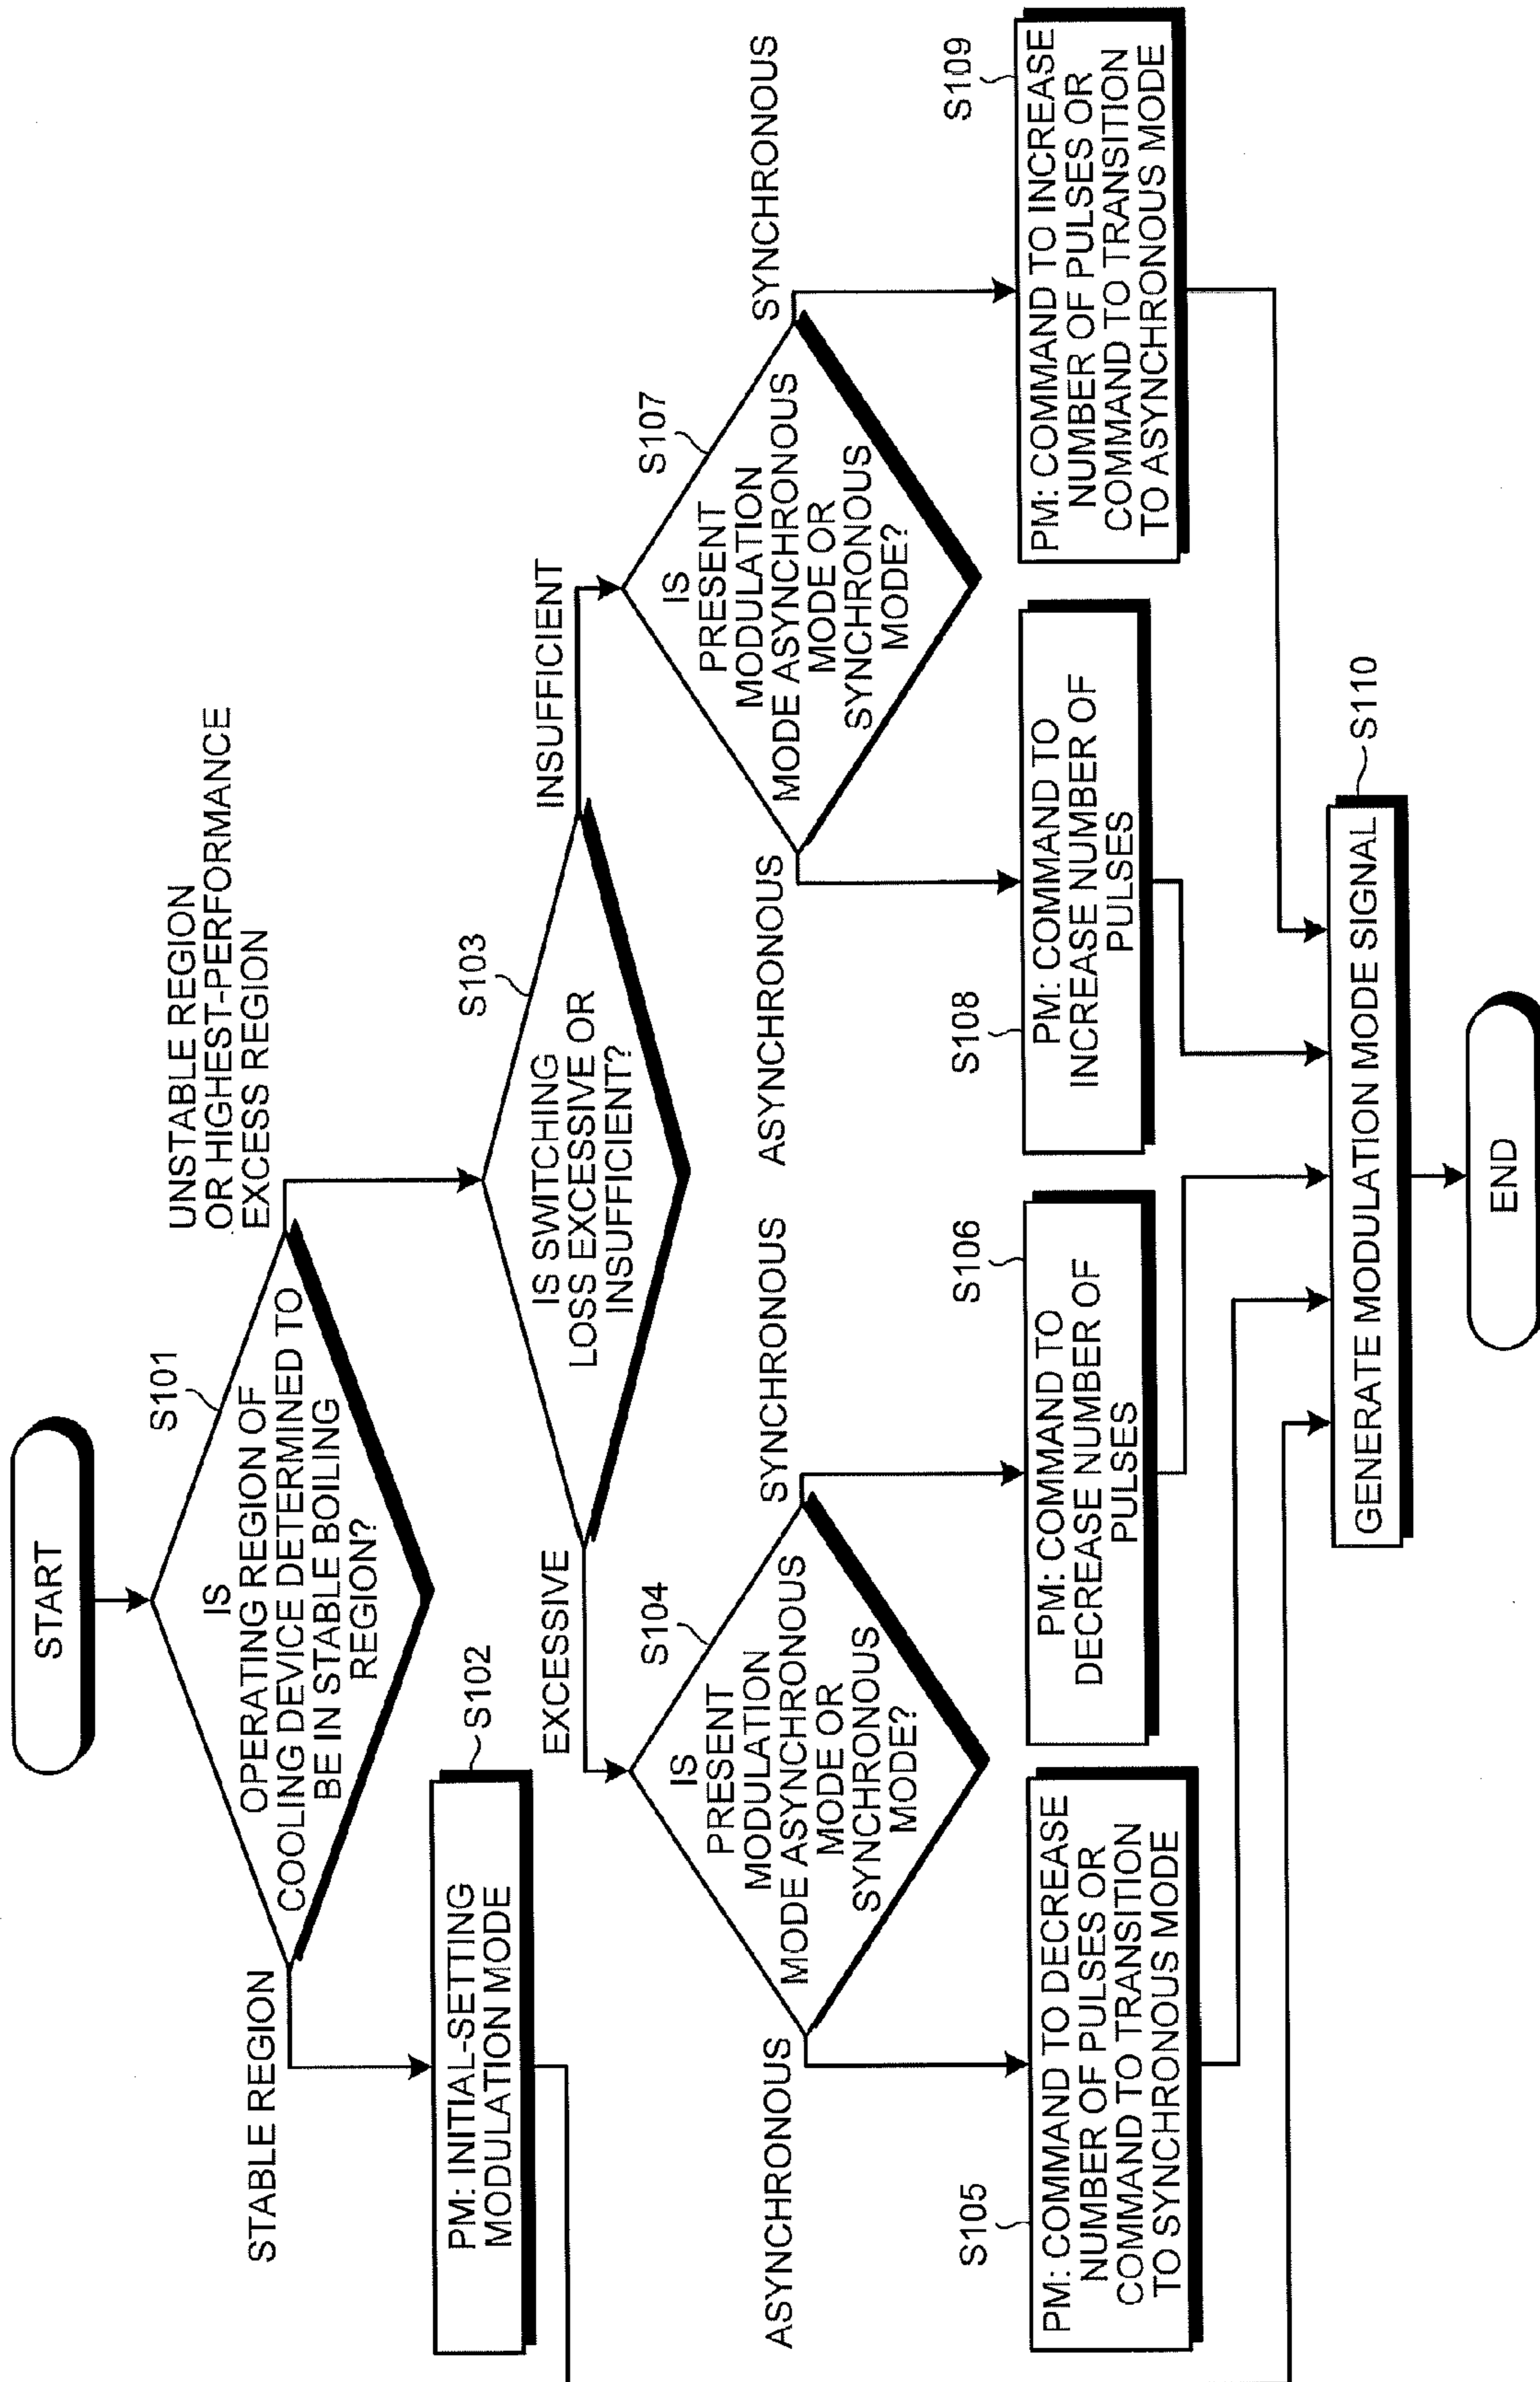 START
S101
IS
OPERATING REGION OF
COOLING DEVICE DETERMINED TO
BE IN STABLE BOILING
REGION?
STABLE REGION
UNSTABLE REGION
OR HIGHEST-PERFORMANCE
EXCESS REGION
S102
PM: INITIAL-SETTING
MODULATION MODE
S103
IS SWITCHING
LOSS EXCESSIVE OR
INSUFFICIENT?
EXCESSIVE
INSUFFICIENT
S104
IS
PRESENT
MODULATION
MODE ASYNCHRONOUS
MODE OR
SYNCHRONOUS
MODE?
S107
IS
PRESENT
MODULATION
MODE ASYNCHRONOUS
MODE OR
SYNCHRONOUS
MODE?
ASYNCHRONOUS
SYNCHRONOUS
ASYNCHRONOUS
SYNCHRONOUS
S105
PM: COMMAND TO DECREASE
NUMBER OF PULSES OR
COMMAND TO TRANSITION
TO SYNCHRONOUS MODE
S106
PM: COMMAND TO
DECREASE NUMBER OF
PULSES
S108
PM: COMMAND TO
INCREASE NUMBER OF
PULSES
S109
PM: COMMAND TO INCREASE
NUMBER OF PULSES OR
COMMAND TO TRANSITION
TO ASYNCHRONOUS MODE
GENERATE MODULATION MODE SIGNAL
S110
END